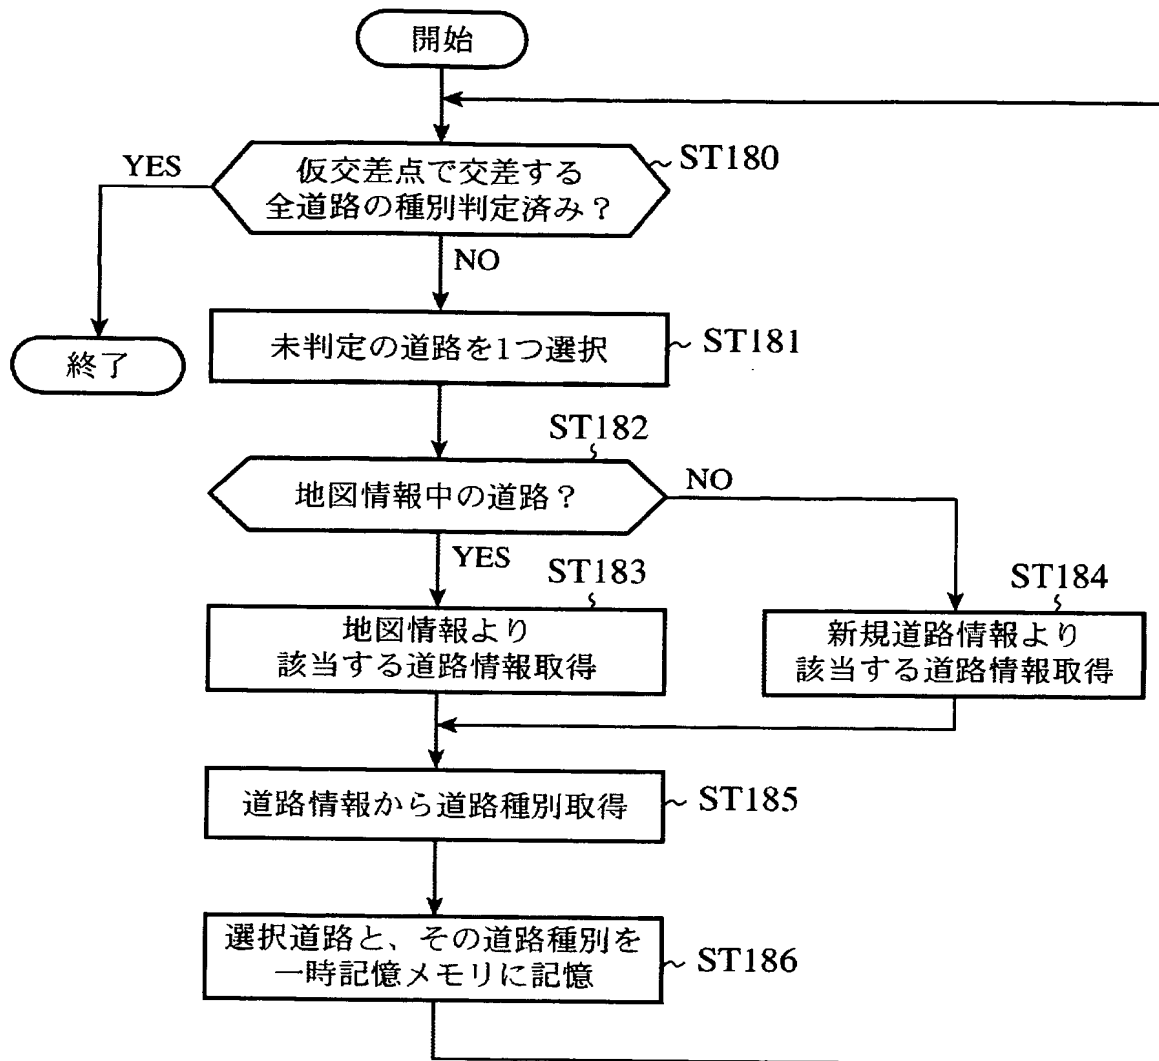 開始
YES
仮交差点で交差する
全道路の種別判定済み?
ST180
NO
終了
未判定の道路を1つ選択
ST181
ST182
地図情報中の道路?
NO
YES
ST183
ST184
地図情報より
該当する道路情報取得
新規道路情報より
該当する道路情報取得
道路情報から道路種別取得
ST185
選択道路と、その道路種別を
一時記憶メモリに記憶
ST186